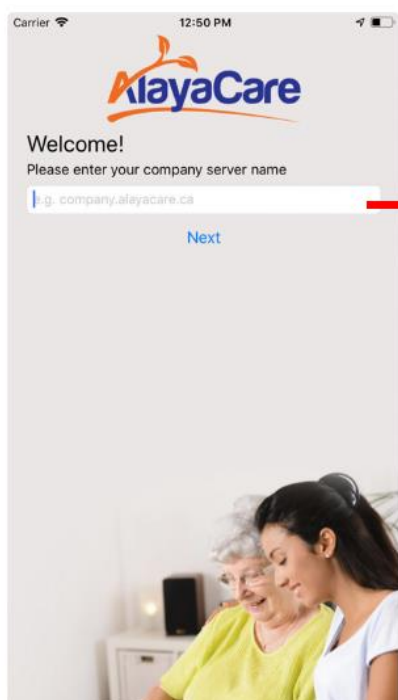 Carrier 12:50 PM
AlayaCare
Welcome!
Please enter your company server name
e.g. company.alayacare.ca
Next